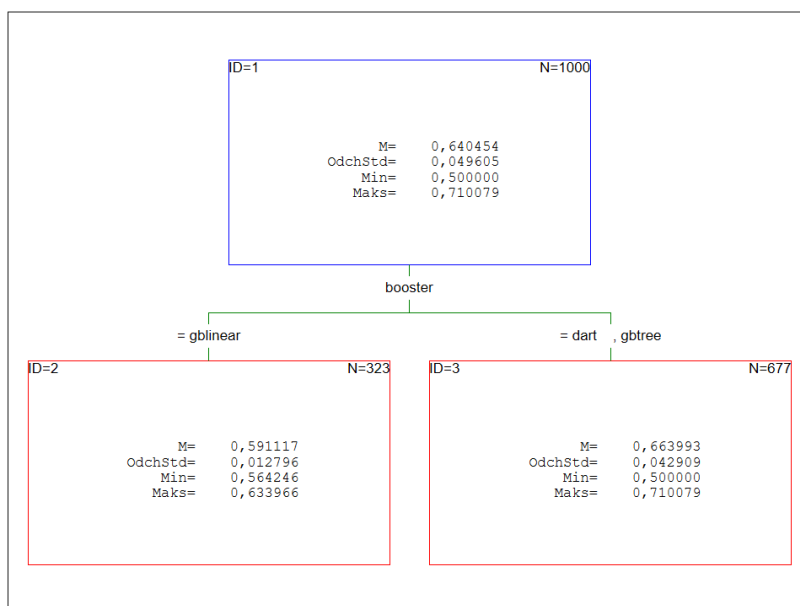 ID=1 N=1000
M= 0,640454
OdchStd= 0,049605
Min= 0,500000
Maks= 0,710079
booster
= gblinear
= dart , gbtree
ID=2 N=323
M= 0,591117
OdchStd= 0,012796
Min= 0,564246
Maks= 0,633966
ID=3 N=677
M= 0,663993
OdchStd= 0,042909
Min= 0,500000
Maks= 0,710079